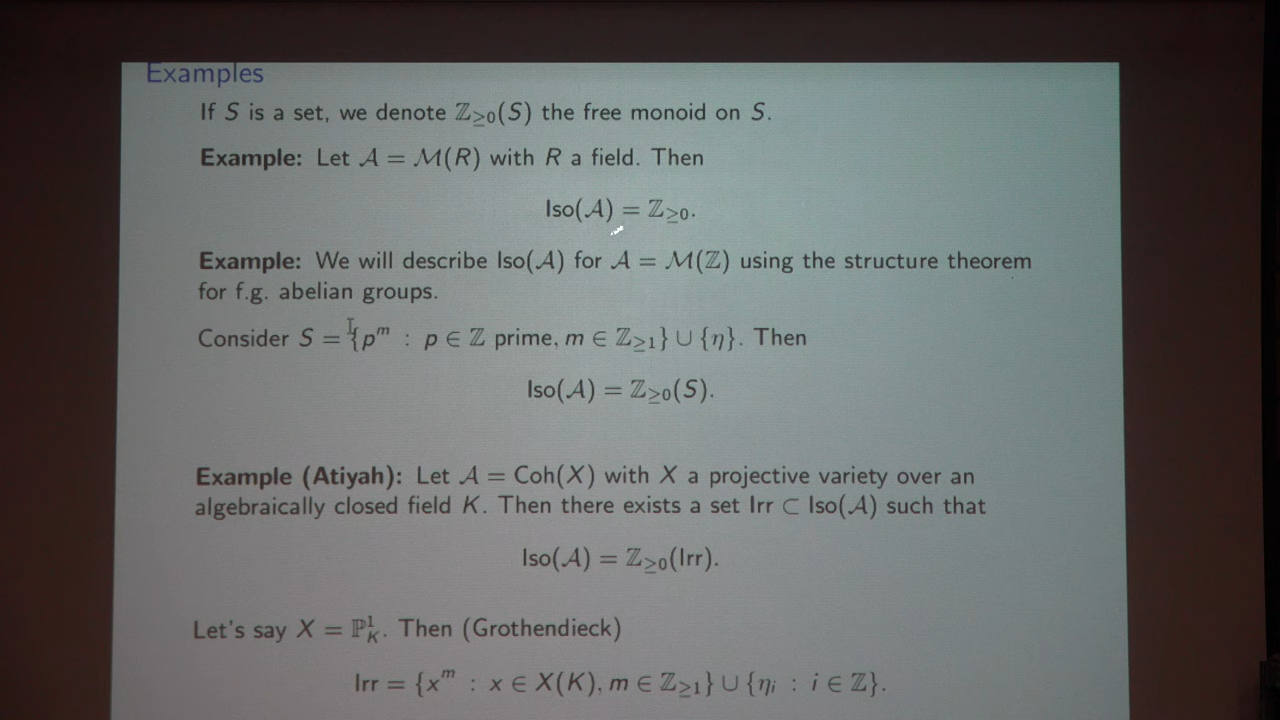 Examples
If S is a set, we denote ℤ≥0(S) the free monoid on S.
Example: Let 𝒜 = ℳ(R) with R a field. Then
Iso(𝒜) = ℤ≥0.
Example: We will describe Iso(𝒜) for 𝒜 = ℳ(ℤ) using the structure theorem
for f.g. abelian groups.
Consider S = {pᵐ : p ∈ ℤ prime, m ∈ ℤ≥1} ∪ {η}. Then
Iso(𝒜) = ℤ≥0(S).
Example (Atiyah): Let 𝒜 = Coh(X) with X a projective variety over an
algebraically closed field K. Then there exists a set Irr ⊂ Iso(𝒜) such that
Iso(𝒜) = ℤ≥0(Irr).
Let's say X = ℙ¹_K. Then (Grothendieck)
Irr = {xᵐ : x ∈ X(K), m ∈ ℤ≥1} ∪ {ηᵢ : i ∈ ℤ}.